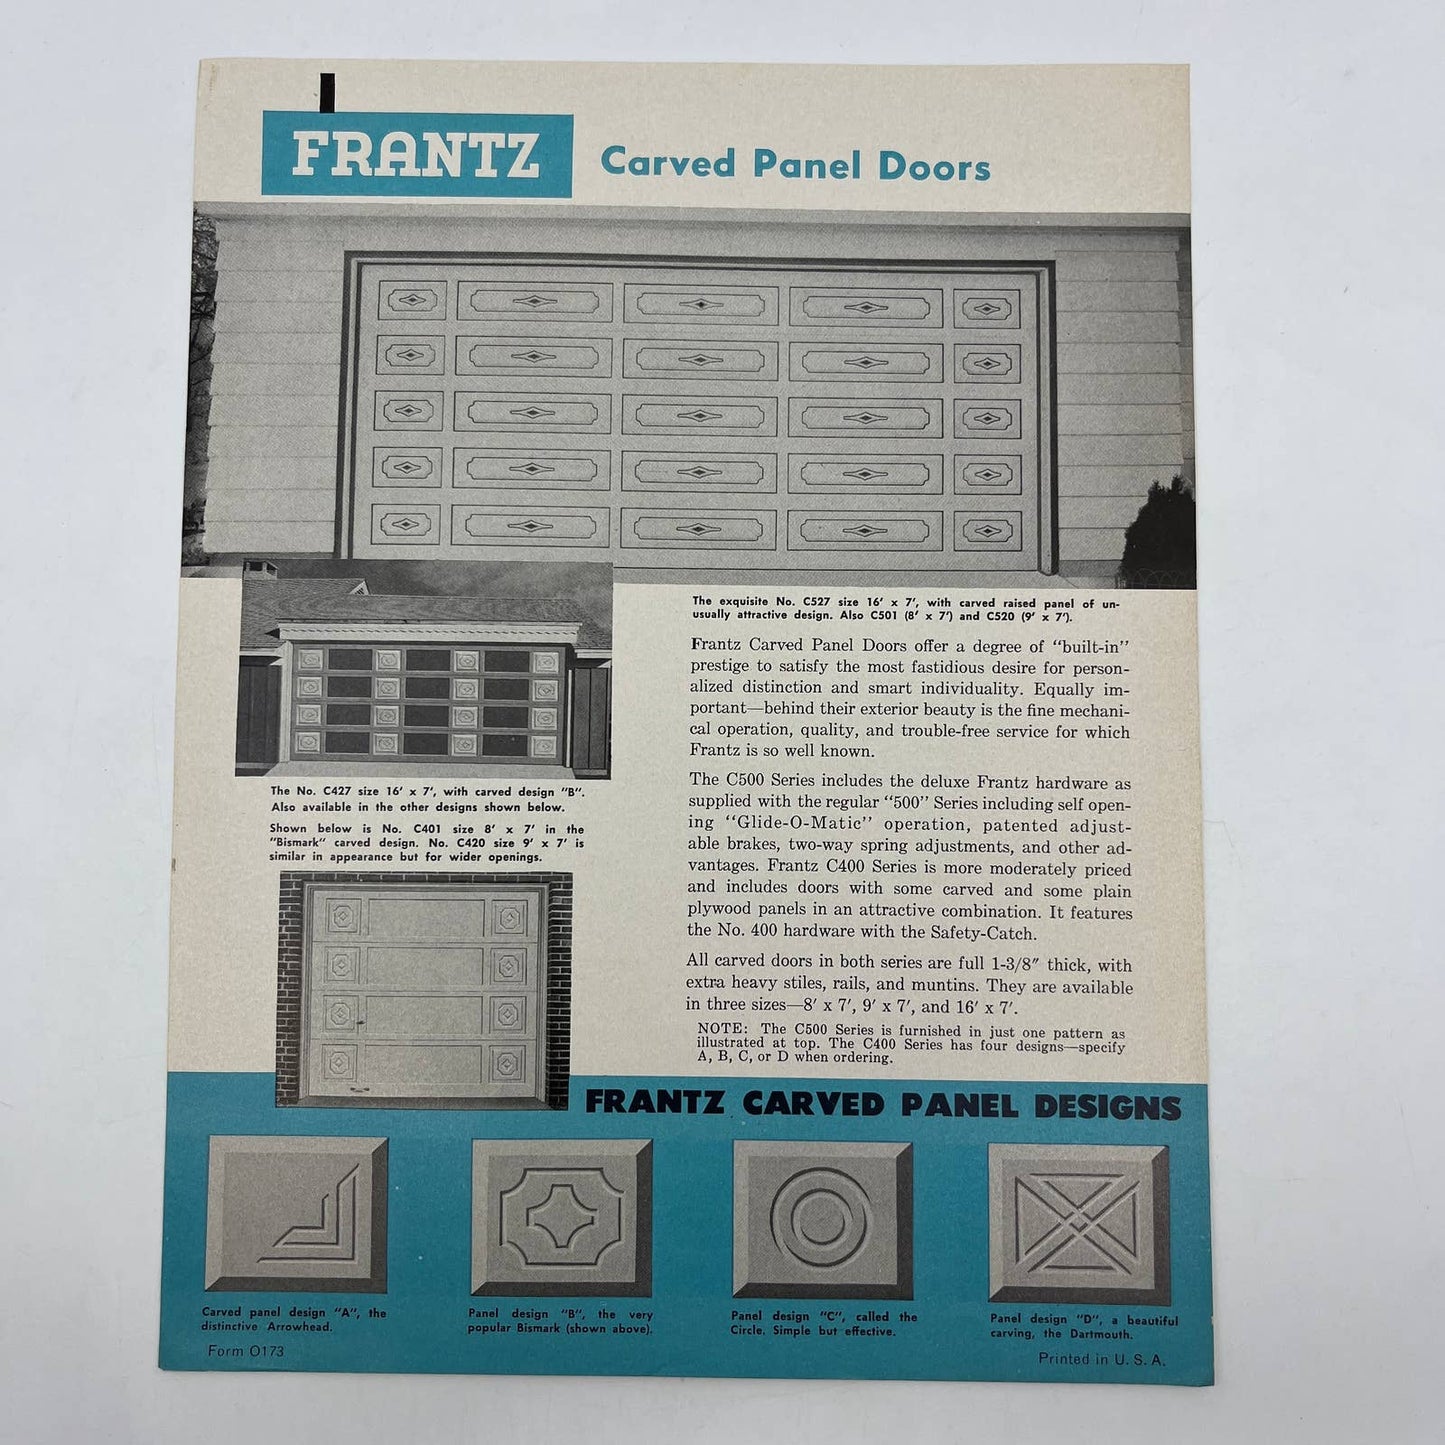 FRANTZ
Carved Panel Doors
The exquisite No. C527 size 16' x 7', with carved raised panel of un-
usually attractive design. Also C501 (8' x 7') and C520 (9' x 7').
Frantz Carved Panel Doors offer a degree of "built-in"
prestige to satisfy the most fastidious desire for person-
alized distinction and smart individuality. Equally im-
portant—behind their exterior beauty is the fine mechani-
cal operation, quality, and trouble-free service for which
Frantz is so well known.
The C500 Series includes the deluxe Frantz hardware as
supplied with the regular "500" Series including self open-
ing "Glide-O-Matic" operation, patented adjust-
able brakes, two-way spring adjustments, and other ad-
vantages. Frantz C400 Series is more moderately priced
and includes doors with some carved and some plain
plywood panels in an attractive combination. It features
the No. 400 hardware with the Safety-Catch.
All carved doors in both series are full 1-3/8" thick, with
extra heavy stiles, rails, and muntins. They are available
in three sizes—8' x 7', 9' x 7', and 16' x 7'.
NOTE: The C500 Series is furnished in just one pattern as
illustrated at top. The C400 Series has four designs—specify
A, B, C, or D when ordering.
The No. C427 size 16' x 7', with carved design "B".
Also available in the other designs shown below.
Shown below is No. C401 size 8' x 7' in the
"Bismark" carved design. No. C420 size 9' x 7' is
similar in appearance but for wider openings.
FRANTZ CARVED PANEL DESIGNS
Carved panel design "A", the
distinctive Arrowhead.
Panel design "B", the very
popular Bismark (shown above).
Panel design "C", called the
Circle. Simple but effective.
Panel design "D", a beautiful
carving, the Dartmouth.
Form O173
Printed in U. S. A.